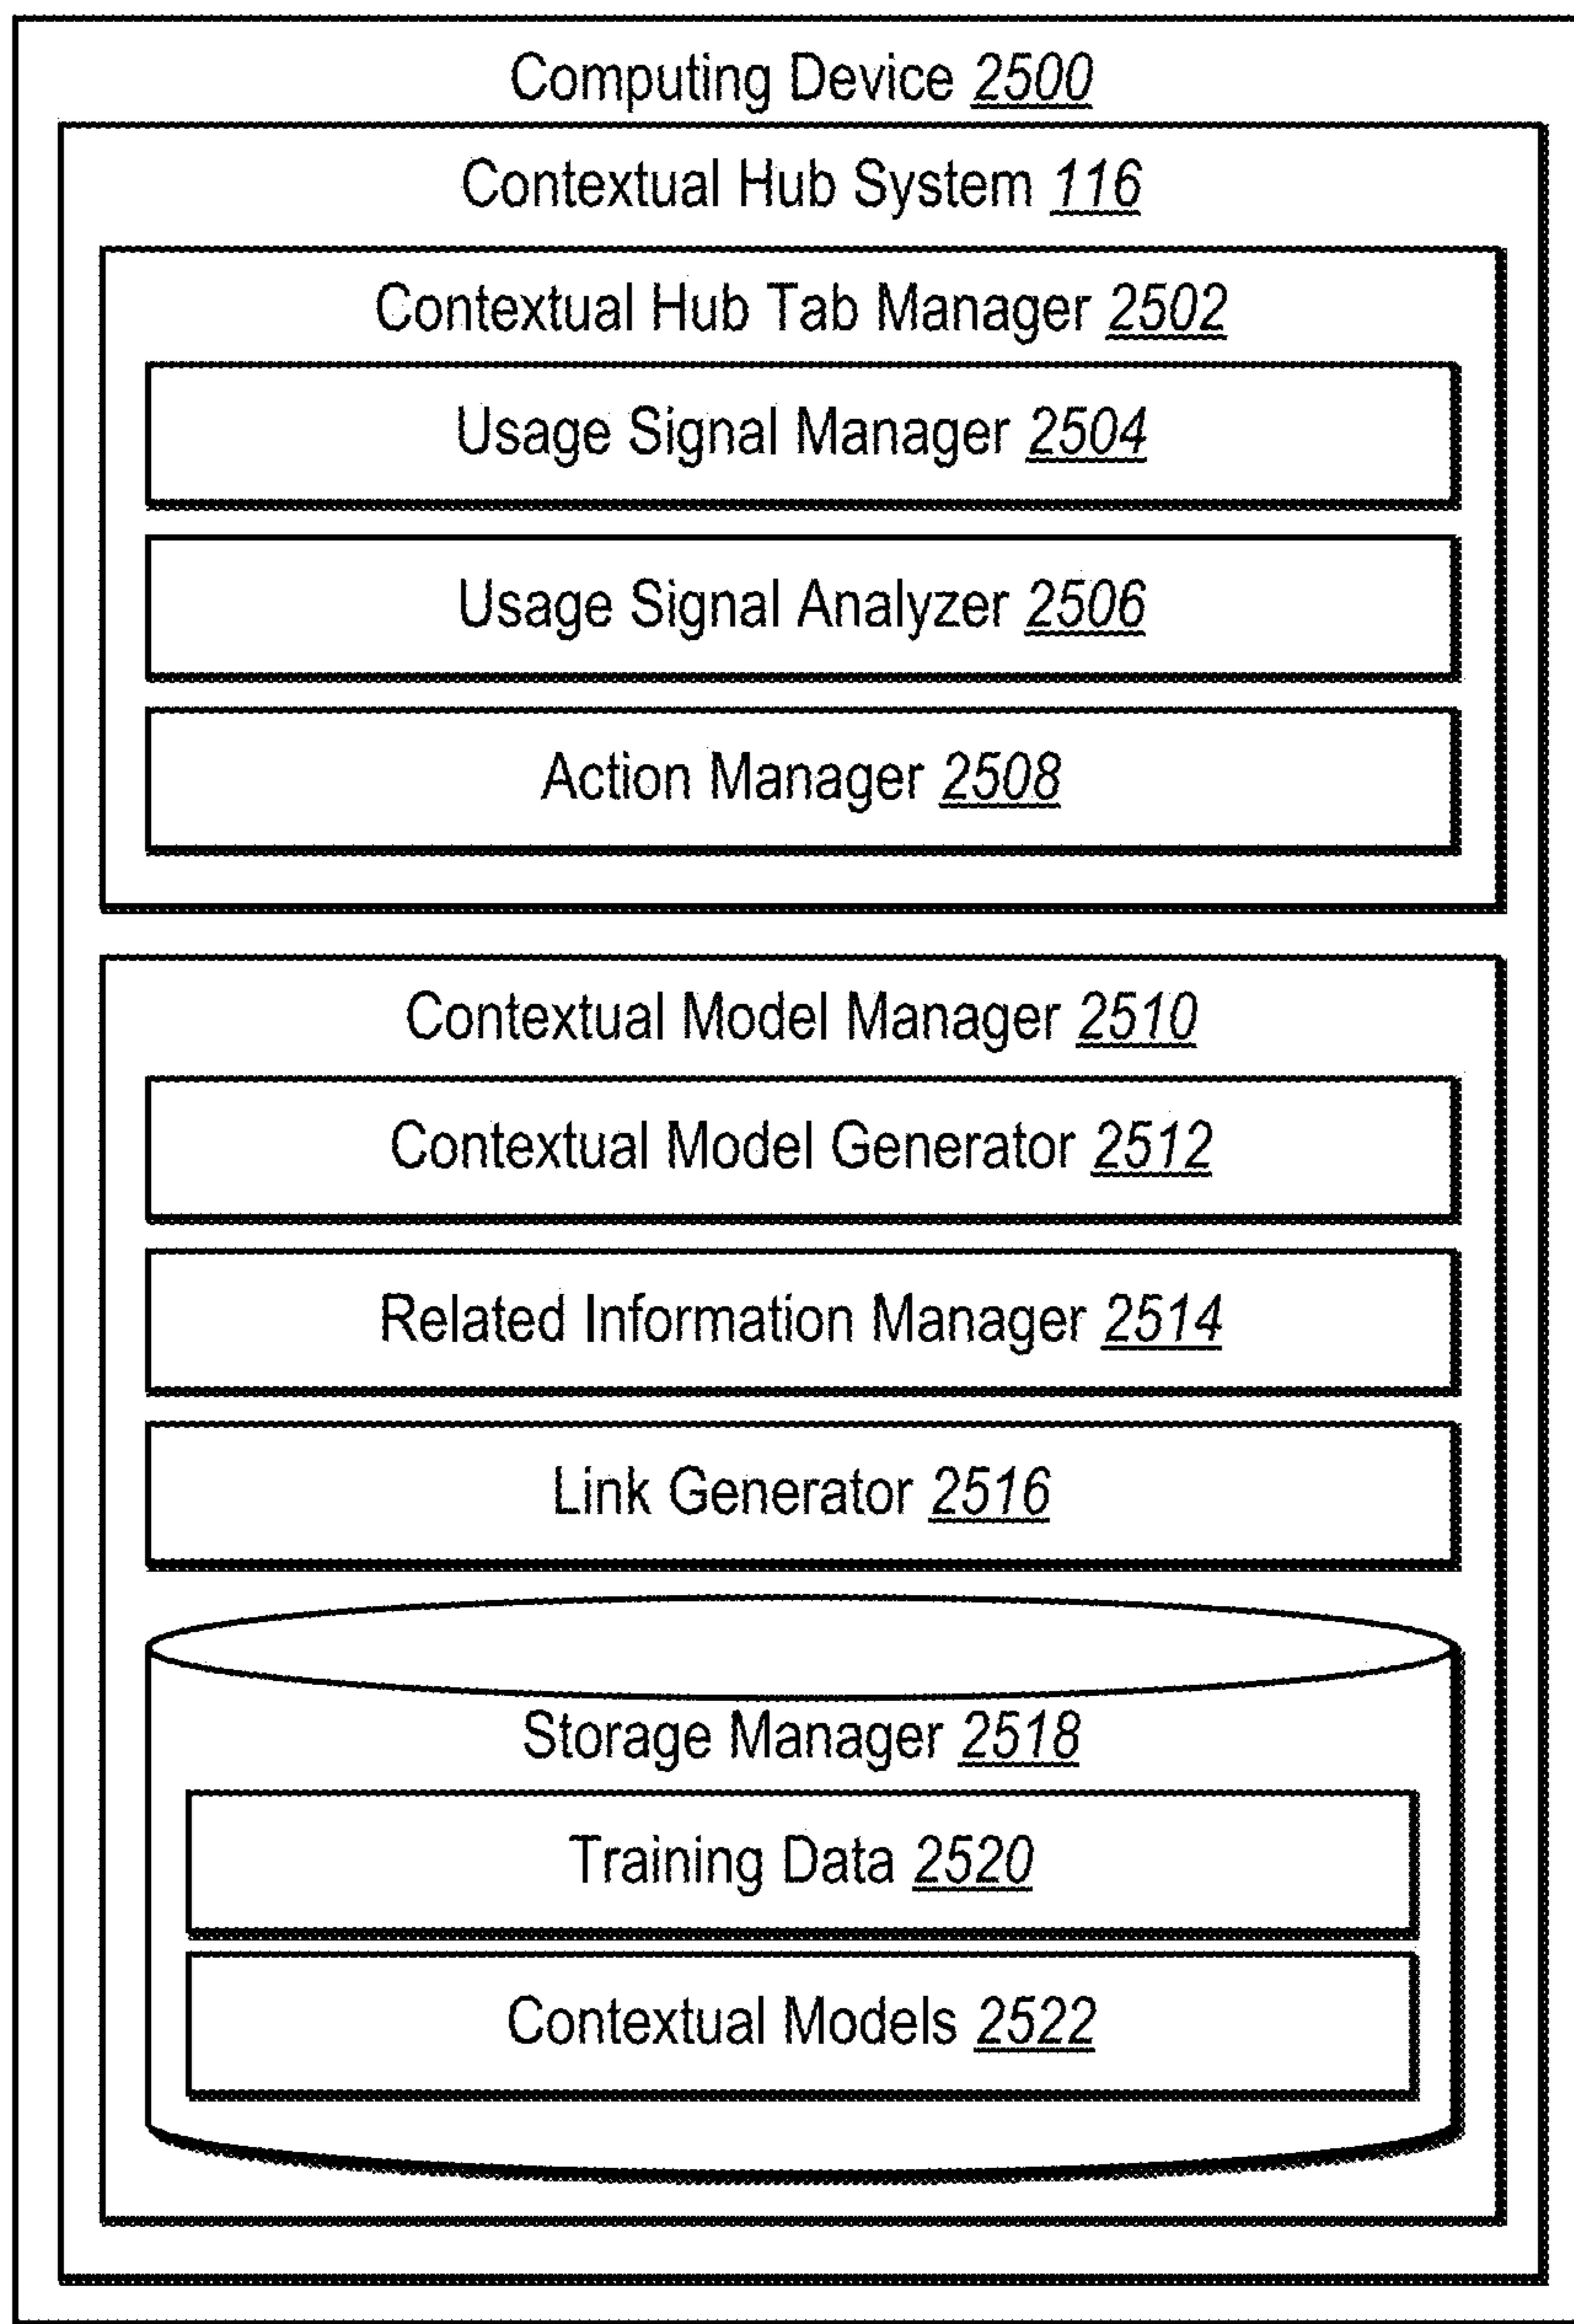 Computing Device 2500
Contextual Hub System 116
Contextual Hub Tab Manager 2502
Usage Signal Manager 2504
Usage Signal Analyzer 2506
Action Manager 2508
Contextual Model Manager 2510
Contextual Model Generator 2512
Related Information Manager 2514
Link Generator 2516
Storage Manager 2518
Training Data 2520
Contextual Models 2522